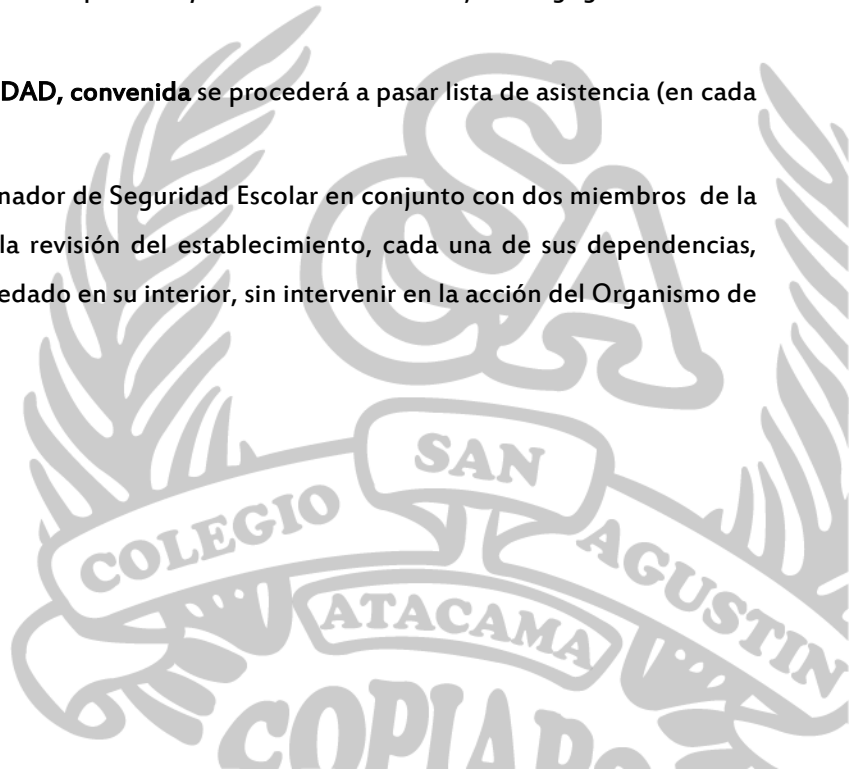 DAD, convenida se procederá a pasar lista de asistencia (en cada
nador de Seguridad Escolar en conjunto con dos miembros de la
la revisión del establecimiento, cada una de sus dependencias,
edado en su interior, sin intervenir en la acción del Organismo de
CSA
SAN
COLEGIO
AGUSTIN
ATACAMA
COPIAPO